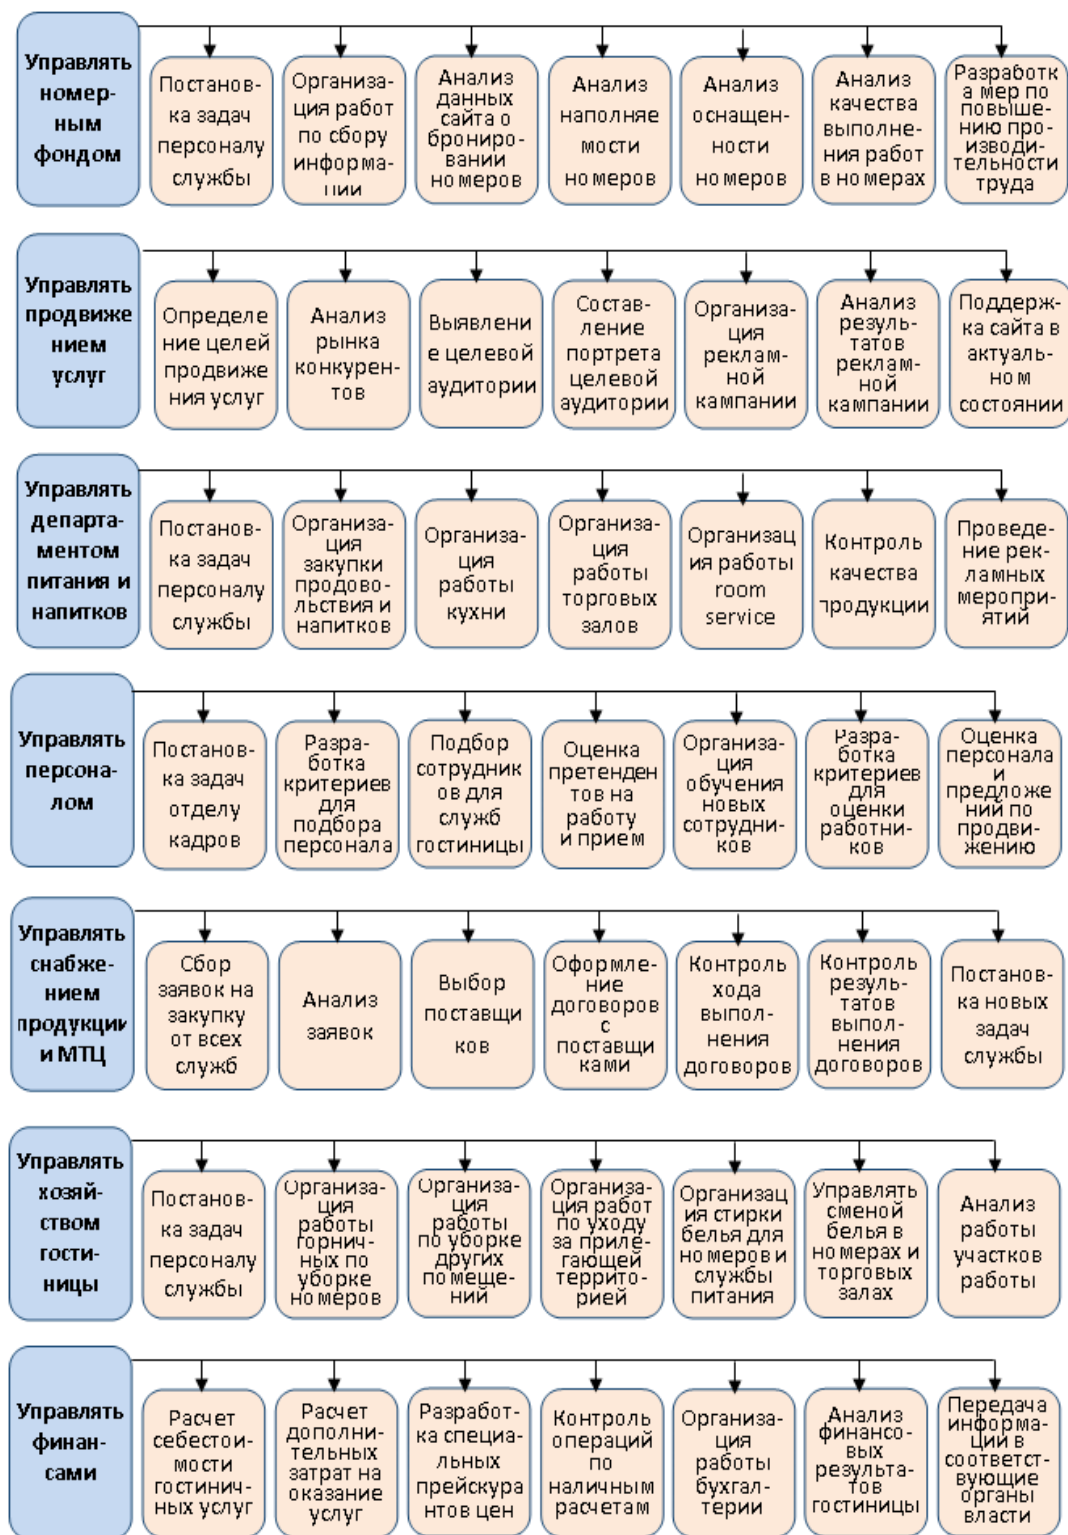 Управлять
номер-
ным
фондом
Постанов-
ка задач
персоналу
службы
Организа-
ция работ
по сбору
информа-
ции
Анализ
данных
сайта о
брониро-
вании
номеров
Анализ
наполняе
мости
номеров
Анализ
оснащен-
ности
номеров
Анализ
качества
выполне-
ния работ
в номерах
Разработк
а мер по
повыше-
нию про-
изводи-
тельности
труда
Управлять
продвиже
нием
услуг
Определе
ние целей
продвиже
ния услуг
Анализ
рынка
конкурен-
тов
Выявлени
е целевой
аудитории
Состав-
ление
портрета
целевой
аудитории
Организа-
ция
реклам-
ной
кампании
Анализ
резуль-
татов
рекламной
кампании
Поддерж-
ка сайта в
актуаль-
ном
состоянии
Управлять
департа-
ментом
питания и
напитков
Постанов-
ка задач
персоналу
службы
Организа-
ция
закупки
продо-
вольствия и
напитков
Организа-
ция
работы
кухни
Организа-
ция
работы
торговых
залов
Организац
ия работы
room
service
Контроль
качества
продукции
Проведе-
ние рек-
ламных
меропри-
ятий
Управлять
персона-
лом
Постанов-
ка задач
отделу
кадров
Разра-
ботка
критериев
для
подбора
персонала
Подбор
сотрудник
ов для
служб
гостиницы
Оценка
претенден
тов на
работу
и прием
Организа-
ция
обучения
новых
сотрудни-
ков
Разра-
ботка
критериев
для
оценки
работни-
ков
Оценка
персонала
и
предложе-
ний по
продви-
жению
Управлять
снабже-
нием
продукции
и МТЦ
Сбор
заявок на
закупку
от всех
служб
Анализ
заявок
Выбор
поставщи
ков
Оформле-
ние
договоров
с
поставщи
ками
Контроль
хода
выпол-
нения
договоров
Контроль
резуль-
татов
выпол-
нения
договоров
Постанов-
ка новых
задач
службы
Управлять
хозяй-
ством
гости-
ницы
Постанов-
ка задач
персоналу
службы
Организа-
ция
работы
горнич-
ных по
уборке
номеров
Организа-
ция
работы
по уборке
других
помеще-
ний
Организа-
ция работ
по уходу
за приле-
гающей
террито-
рией
Организац
ия стирки
белья для
номеров и
службы
питания
Управлять
сменой
белья в
номерах и
торговых
залах
Анализ
работы
участков
работы
Управлять
финан-
сами
Расчет
себестои-
мости
гостинич-
ных услуг
Расчет
дополни-
тельных
затрат на
оказание
услуг
Разработ-
ка специа-
льных
прейскура
нтов цен
Контроль
операций
по
наличным
расчетам
Организа-
ция
работы
бухгал-
терии
Анализ
финансо-
вых
результа-
тов
гостиницы
Передача
информа-
ции в
соответст-
вующие
органы
власти